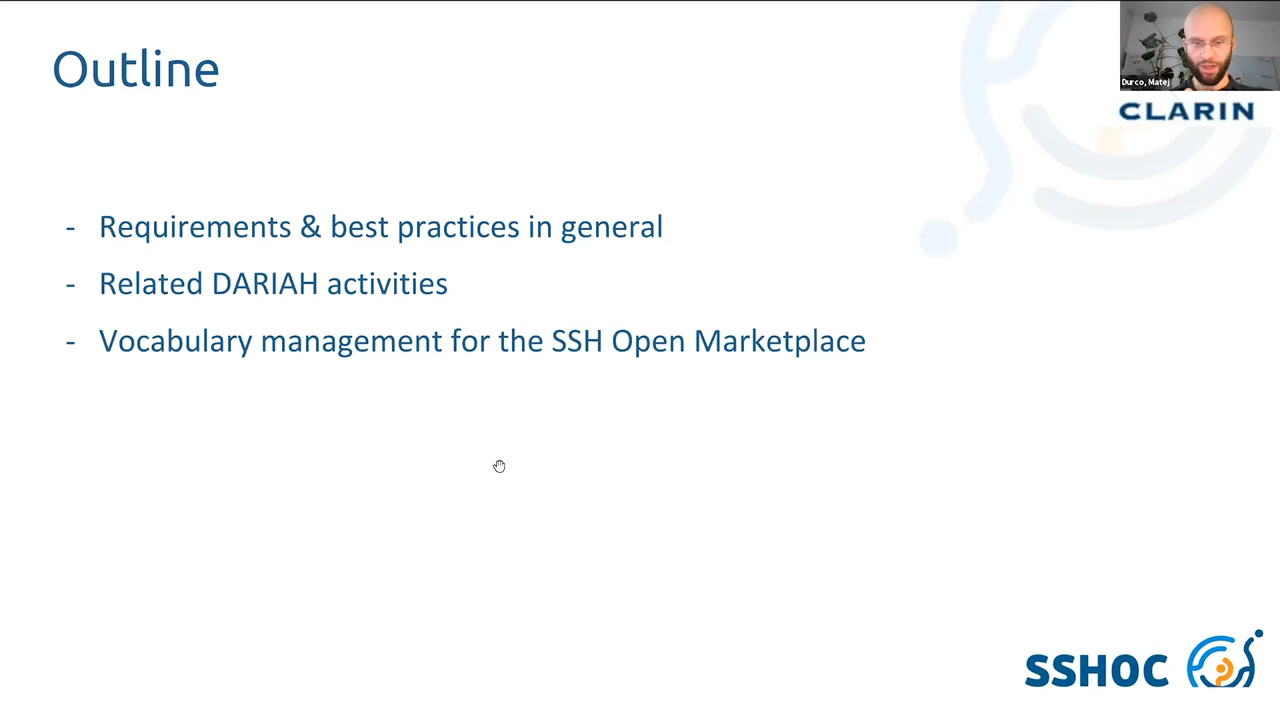 Outline
Durco, Matej
CLARIN
- Requirements & best practices in general
- Related DARIAH activities
- Vocabulary management for the SSH Open Marketplace
SSHOC